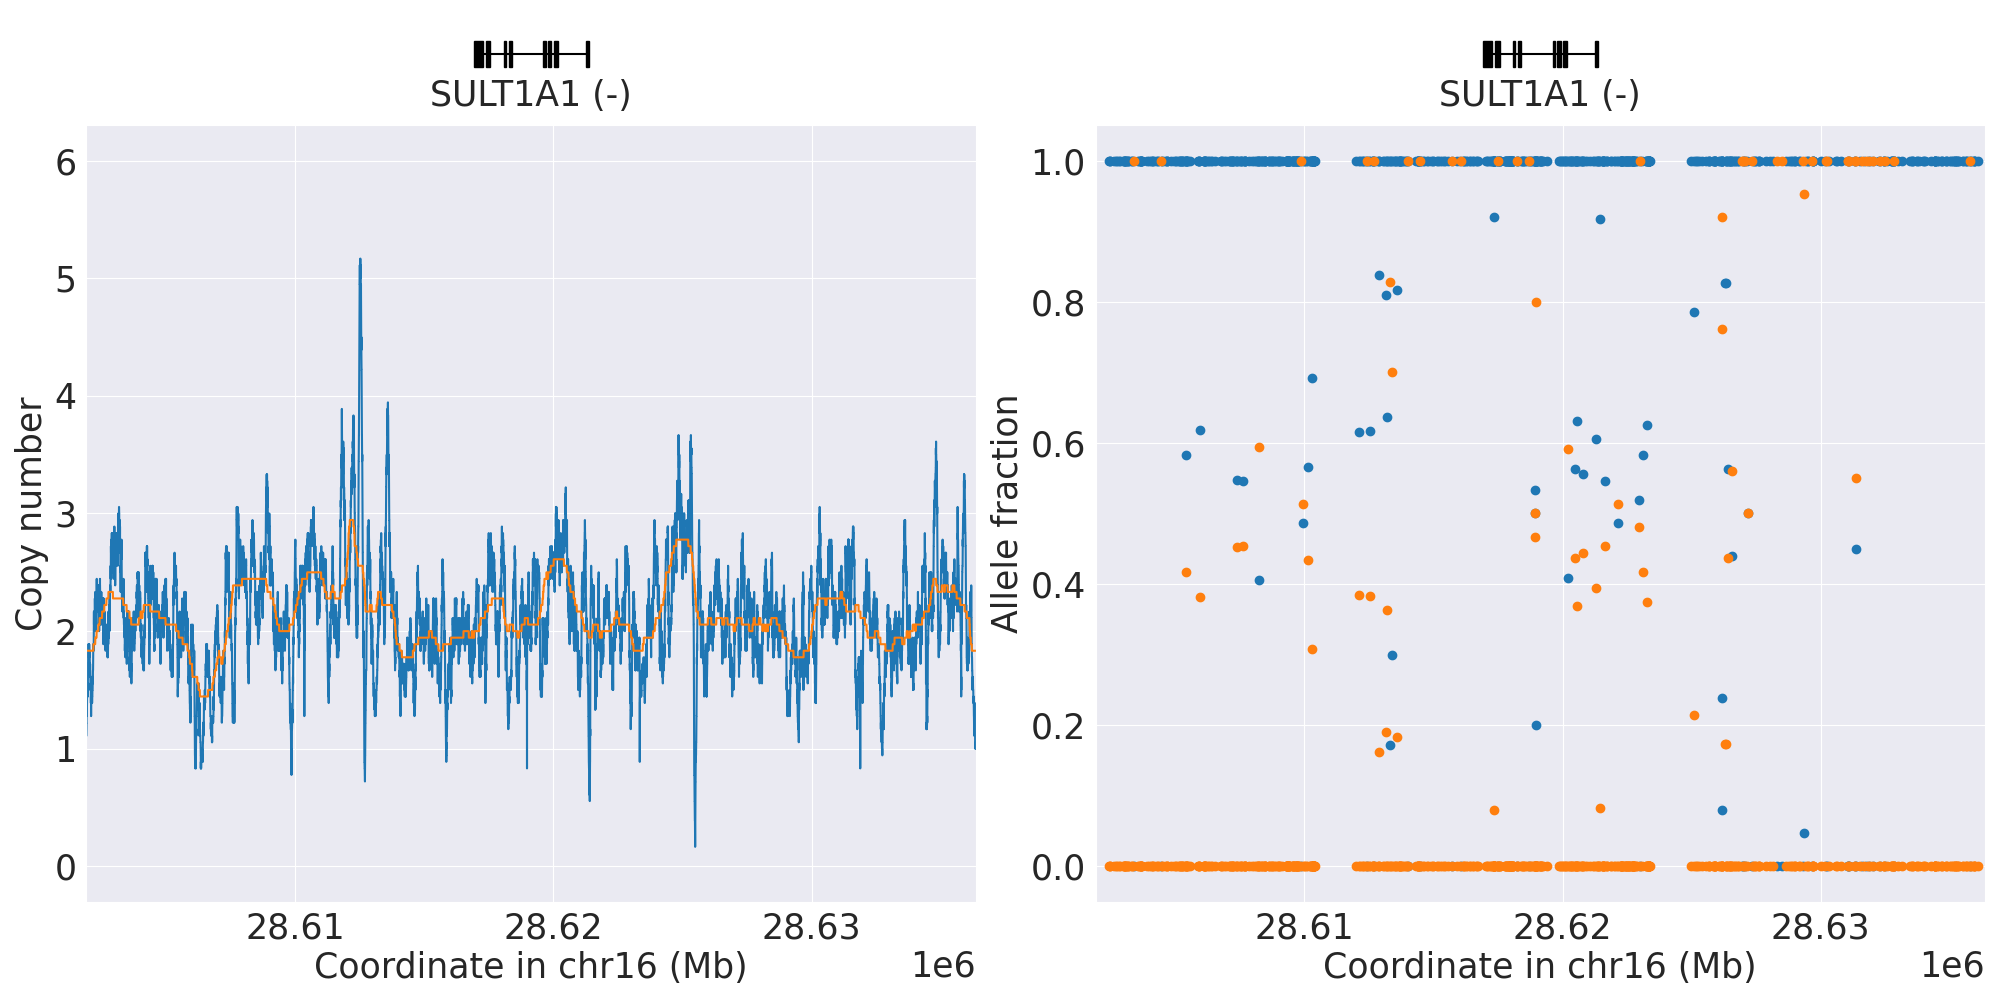 SULT1A1 (-)
Copy number
6
5
4
3
2
1
0
28.61
28.62
28.63
Coordinate in chr16 (Mb)
1e6
SULT1A1 (-)
Allele fraction
1.0
0.8
0.6
0.4
0.2
0.0
28.61
28.62
28.63
Coordinate in chr16 (Mb)
1e6